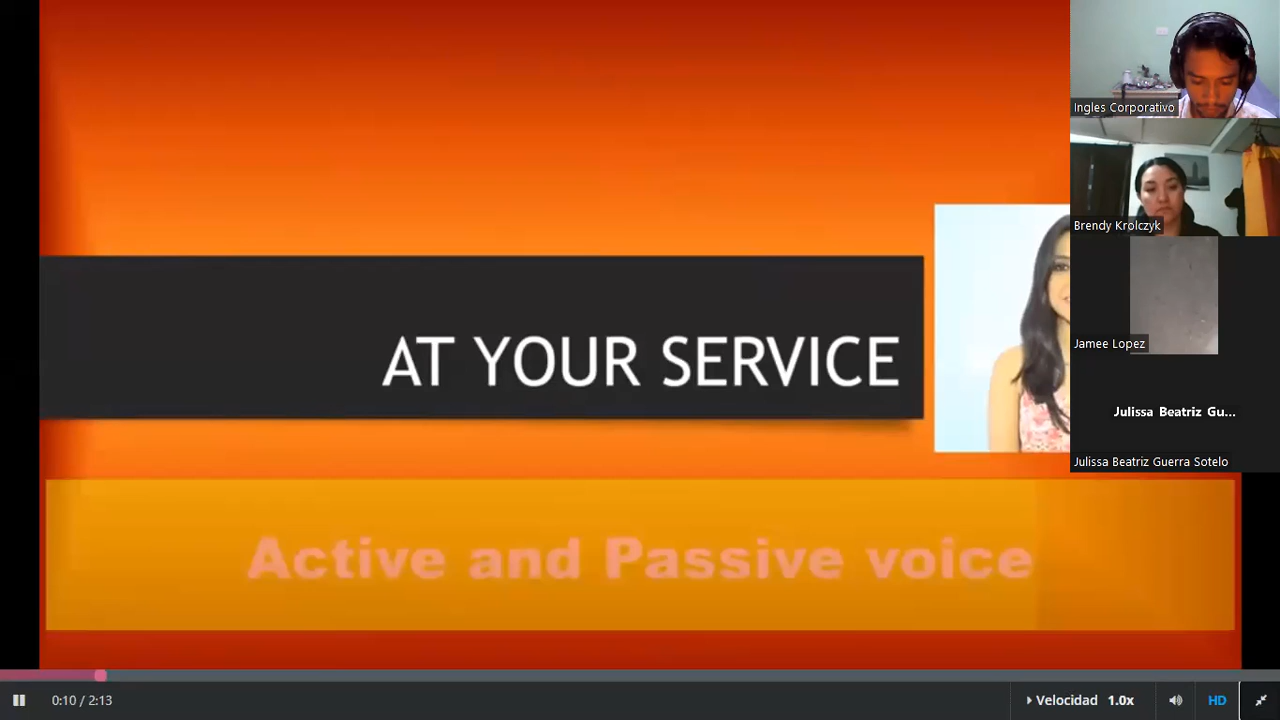 AT YOUR SERVICE
Active and Passive voice
Ingles Corporativo
Brendy Krolczyk
Jamee Lopez
Julissa Beatriz Gu...
Julissa Beatriz Guerra Sotelo
0:10 / 2:13
Velocidad 1.0x
HD